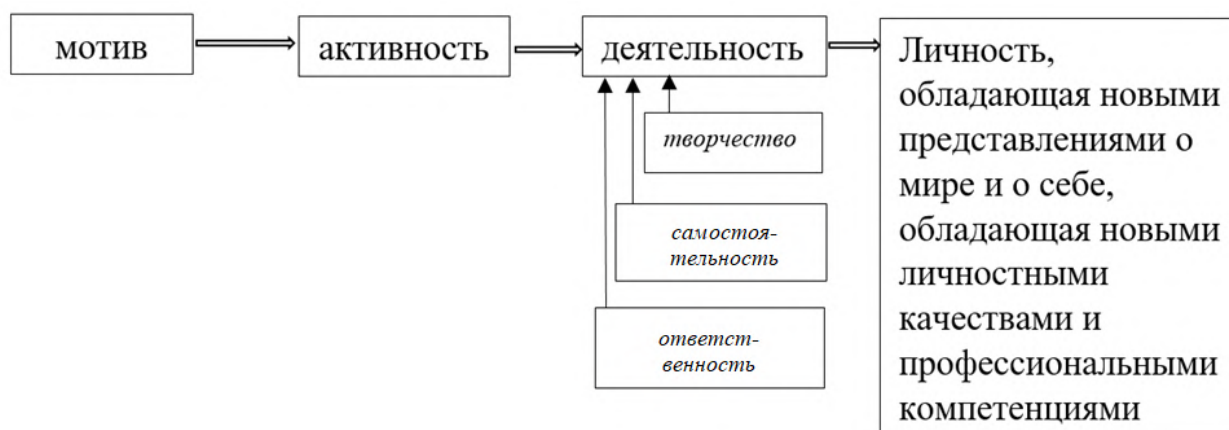 мотив
активность
деятельность
творчество
самостоя-
тельность
ответст-
венность
Личность,
обладающая новыми
представлениями о
мире и о себе,
обладающая новыми
личностными
качествами и
профессиональными
компетенциями